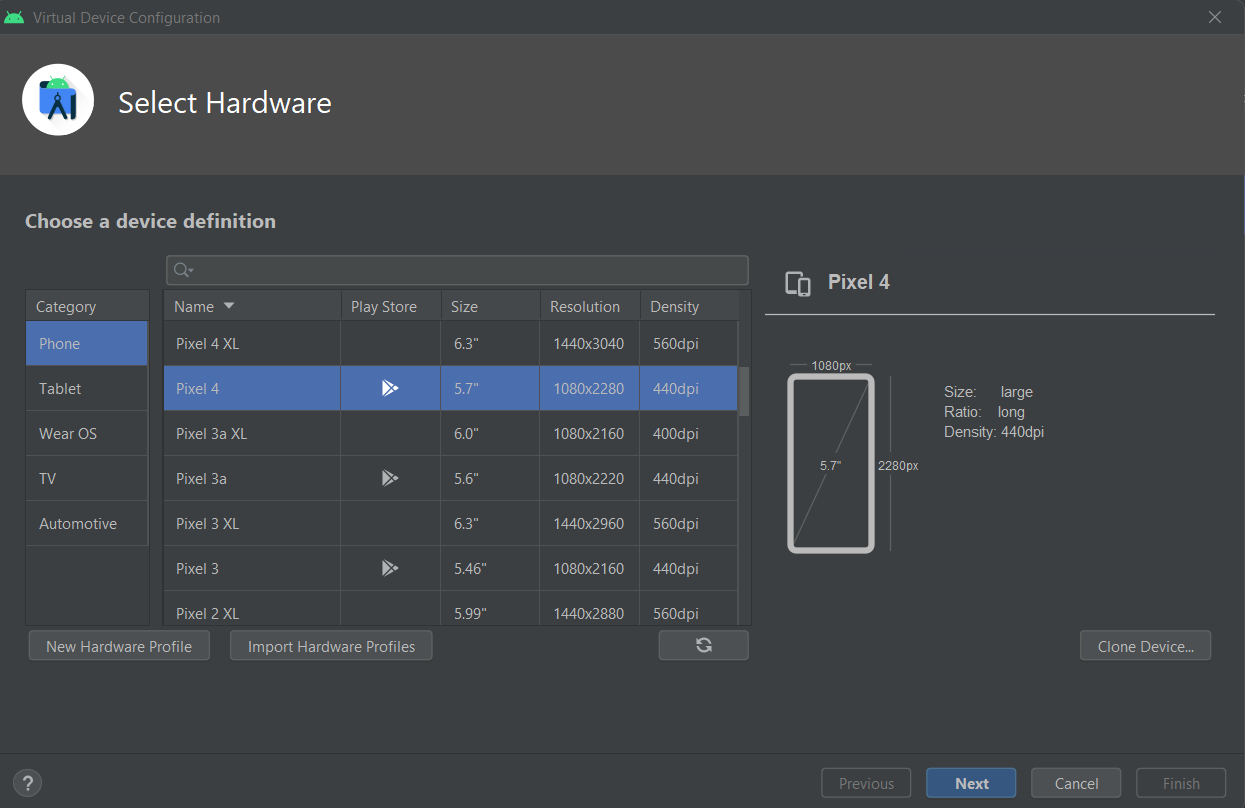 Virtual Device Configuration
Select Hardware
Choose a device definition
Category
Phone
Tablet
Wear OS
TV
Automotive
Name Play Store Size Resolution Density
Pixel 4 XL 6.3" 1440x3040 560dpi
Pixel 4 5.7" 1080x2280 440dpi
Pixel 3a XL 6.0" 1080x2160 400dpi
Pixel 3a 5.6" 1080x2220 440dpi
Pixel 3 XL 6.3" 1440x2960 560dpi
Pixel 3 5.46" 1080x2160 440dpi
Pixel 2 XL 5.99" 1440x2880 560dpi
Pixel 4
1080px
5.7"
2280px
Size: large
Ratio: long
Density: 440dpi
New Hardware Profile Import Hardware Profiles Clone Device...
? Previous Next Cancel Finish